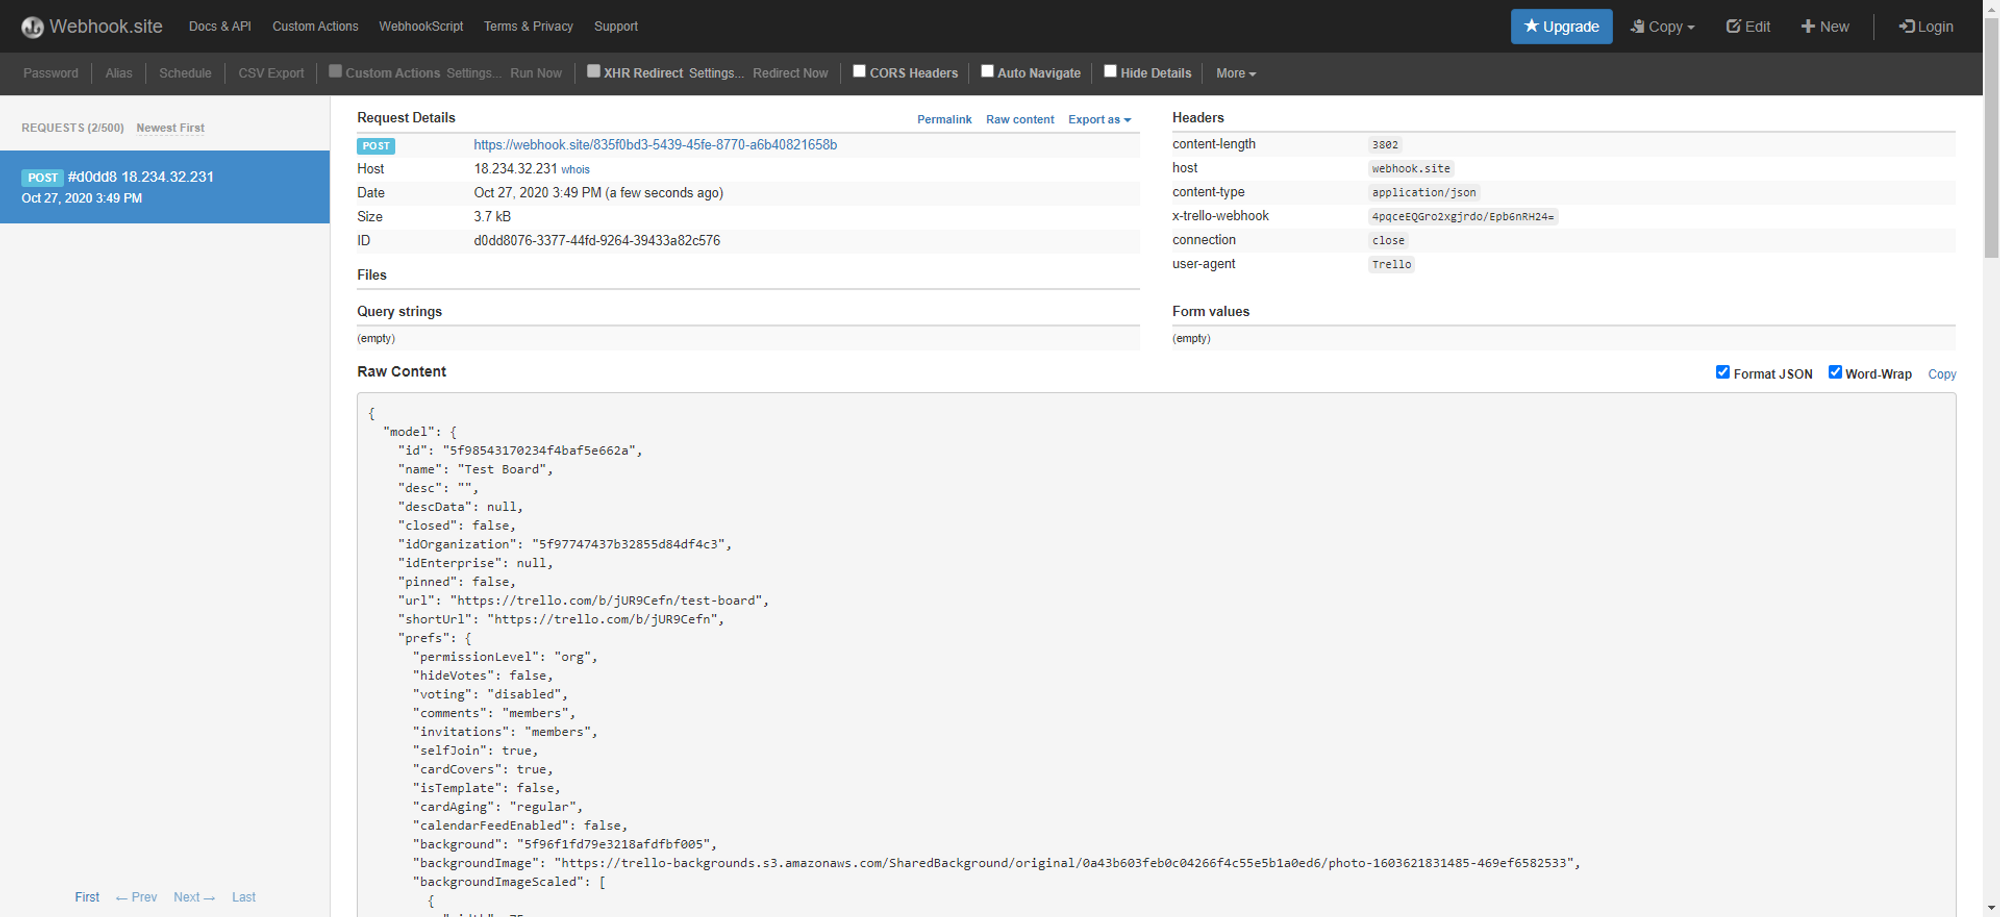 Webhook.site Docs & API Custom Actions WebhookScript Terms & Privacy Support Upgrade Copy Edit New Login
Password Alias Schedule CSV Export Custom Actions Settings... Run Now XHR Redirect Settings... Redirect Now CORS Headers Auto Navigate Hide Details More
REQUESTS (2/500) Newest First
POST #d0dd8 18.234.32.231
Oct 27, 2020 3:49 PM
First ← Prev Next → Last
Request Details Permalink Raw content Export as
POST https://webhook.site/835f0bd3-5439-45fe-8770-a6b40821658b
Host 18.234.32.231 whois
Date Oct 27, 2020 3:49 PM (a few seconds ago)
Size 3.7 kB
ID d0dd8076-3377-44fd-9264-39433a82c576
Files
Headers
content-length 3802
host webhook.site
content-type application/json
x-trello-webhook 4pqceEQGro2xgjrdo/Epb6nRH24=
connection close
user-agent Trello
Query strings
(empty)
Form values
(empty)
Raw Content Format JSON Word-Wrap Copy
{
"model": {
"id": "5f98543170234f4baf5e662a",
"name": "Test Board",
"desc": "",
"descData": null,
"closed": false,
"idOrganization": "5f97747437b32855d84df4c3",
"idEnterprise": null,
"pinned": false,
"url": "https://trello.com/b/jUR9Cefn/test-board",
"shortUrl": "https://trello.com/b/jUR9Cefn",
"prefs": {
"permissionLevel": "org",
"hideVotes": false,
"voting": "disabled",
"comments": "members",
"invitations": "members",
"selfJoin": true,
"cardCovers": true,
"isTemplate": false,
"cardAging": "regular",
"calendarFeedEnabled": false,
"background": "5f96f1fd79e3218afdfbf005",
"backgroundImage": "https://trello-backgrounds.s3.amazonaws.com/SharedBackground/original/0a43b603feb0c04266f4c55e5b1a0ed6/photo-1603621831485-469ef6582533",
"backgroundImageScaled": [
{